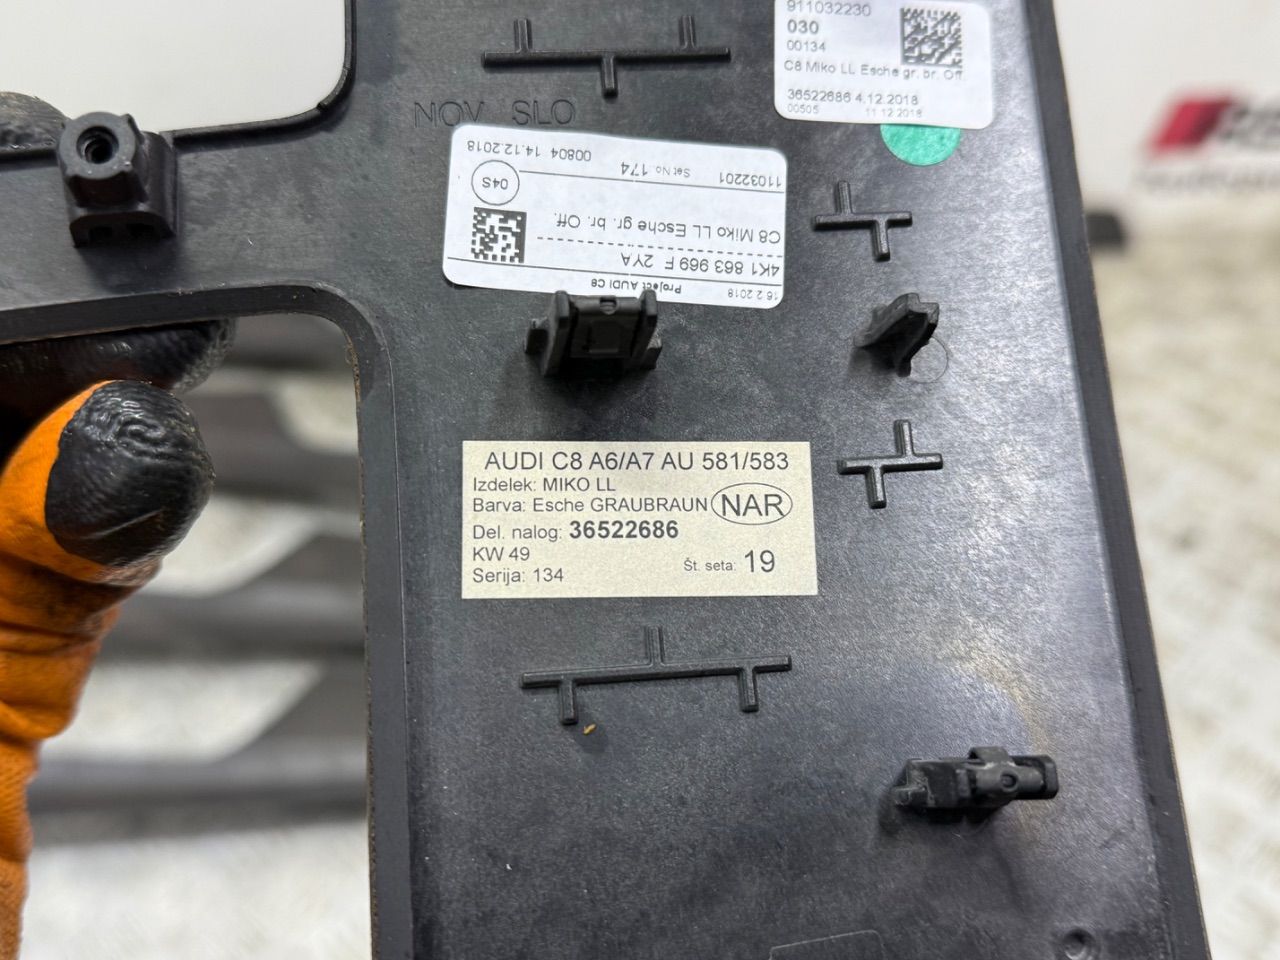 911032230
030
00134
C8 Miko LL Esche gr. br. Off.
36522686 4.12.2018
00505 11.12.2018
NOV SLO
16.2.2018 Projekt AUDI C8
4K1 863 969 F 2YA
C8 Miko LL Esche gr. br. Off.
11032201 Set No. 174 00804 14.12.2018
04S
AUDI C8 A6/A7 AU 581/583
Izdelek: MIKO LL
Barva: Esche GRAUBRAUN NAR
Del. nalog: 36522686
KW 49
Serija: 134 Št. seta: 19